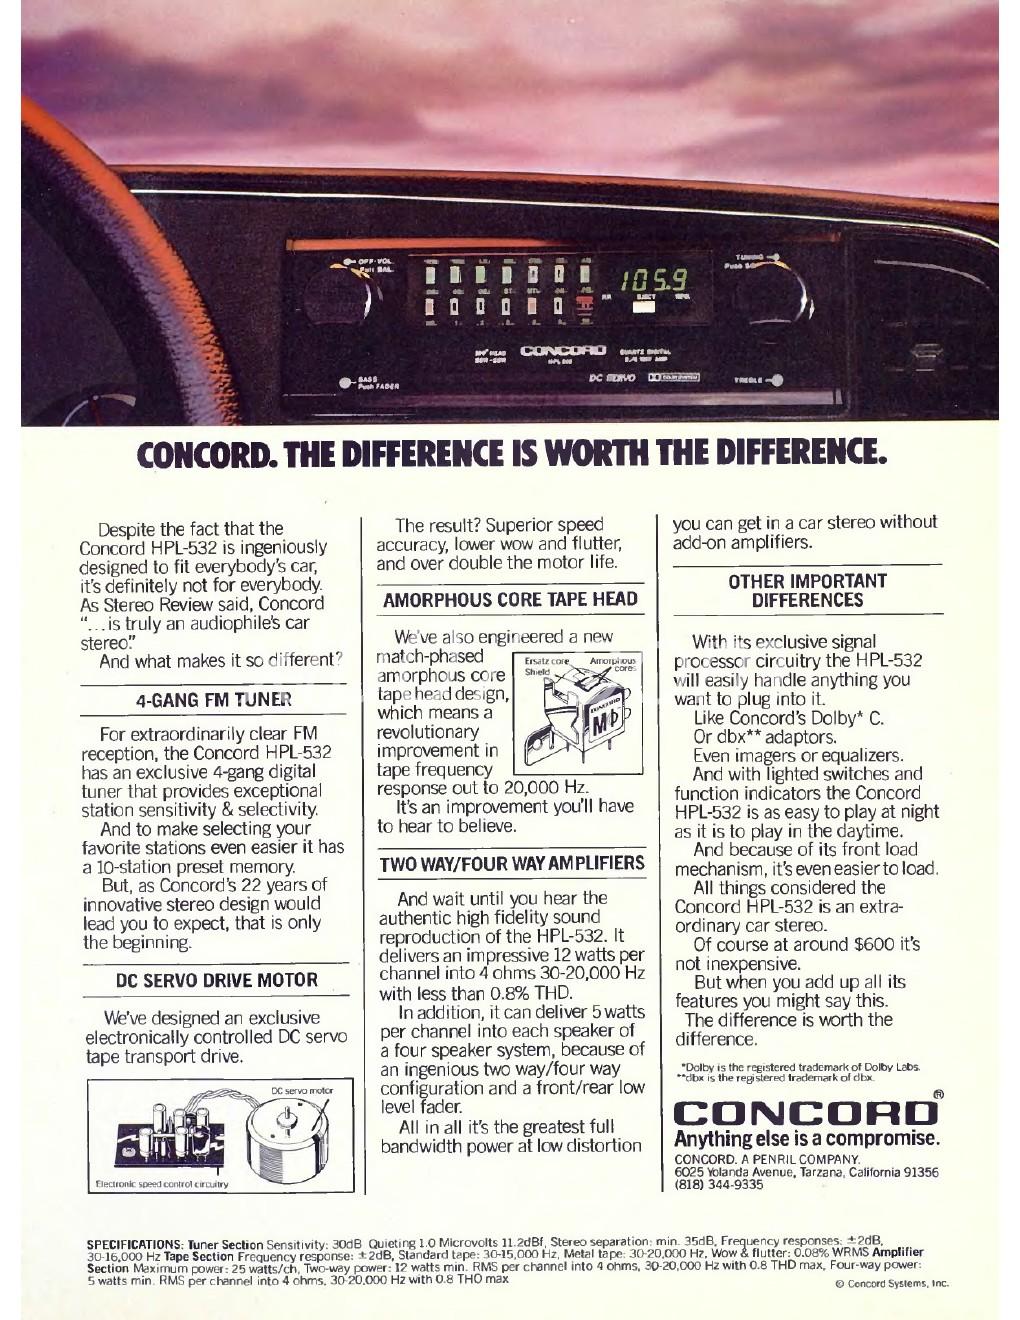 OFF-VOL
Pull BAL.
TUNING
105.9
EJECT
CONCORD
QUARTZ DIGITAL
BASS
Push FADER
DC SERVO
TREBLE
CONCORD. THE DIFFERENCE IS WORTH THE DIFFERENCE.
Despite the fact that the
Concord HPL-532 is ingeniously
designed to fit everybody's car,
it's definitely not for everybody.
As Stereo Review said, Concord
"...is truly an audiophile's car
stereo."
And what makes it so different?
4-GANG FM TUNER
For extraordinarily clear FM
reception, the Concord HPL-532
has an exclusive 4-gang digital
tuner that provides exceptional
station sensitivity & selectivity.
And to make selecting your
favorite stations even easier it has
a 10-station preset memory.
But, as Concord's 22 years of
innovative stereo design would
lead you to expect, that is only
the beginning.
DC SERVO DRIVE MOTOR
We've designed an exclusive
electronically controlled DC servo
tape transport drive.
DC servo motor
Electronic speed control circuitry
The result? Superior speed
accuracy, lower wow and flutter,
and over double the motor life.
AMORPHOUS CORE TAPE HEAD
We've also engineered a new
match-phased
amorphous core
tape head design,
which means a
revolutionary
improvement in
tape frequency
response out to 20,000 Hz.
Ersatz core Amorphous
Shield cores
It's an improvement you'll have
to hear to believe.
TWO WAY/FOUR WAY AMPLIFIERS
And wait until you hear the
authentic high fidelity sound
reproduction of the HPL-532. It
delivers an impressive 12 watts per
channel into 4 ohms 30-20,000 Hz
with less than 0.8% THD.
In addition, it can deliver 5 watts
per channel into each speaker of
a four speaker system, because of
an ingenious two way/four way
configuration and a front/rear low
level fader.
All in all it's the greatest full
bandwidth power at low distortion
you can get in a car stereo without
add-on amplifiers.
OTHER IMPORTANT
DIFFERENCES
With its exclusive signal
processor circuitry the HPL-532
will easily handle anything you
want to plug into it.
Like Concord's Dolby* C.
Or dbx** adaptors.
Even imagers or equalizers.
And with lighted switches and
function indicators the Concord
HPL-532 is as easy to play at night
as it is to play in the daytime.
And because of its front load
mechanism, it's even easier to load.
All things considered the
Concord HPL-532 is an extra-
ordinary car stereo.
Of course at around $600 it's
not inexpensive.
But when you add up all its
features you might say this.
The difference is worth the
difference.
*Dolby is the registered trademark of Dolby Labs.
**dbx is the registered trademark of dbx.
CONCORD®
Anything else is a compromise.
CONCORD. A PENRIL COMPANY.
6025 Yolanda Avenue, Tarzana, California 91356
(818) 344-9335
SPECIFICATIONS: Tuner Section Sensitivity: 30dB Quieting 1.0 Microvolts 11.2dBf, Stereo separation: min. 35dB, Frequency responses: ±2dB,
30-16,000 Hz Tape Section Frequency response: ±2dB, Standard tape: 30-15,000 Hz, Metal tape: 30-20,000 Hz, Wow & flutter: 0.08% WRMS Amplifier
Section Maximum power: 25 watts/ch, Two-way power: 12 watts min. RMS per channel into 4 ohms, 30-20,000 Hz with 0.8 THD max, Four-way power:
5 watts min. RMS per channel into 4 ohms, 30-20,000 Hz with 0.8 THD max
© Concord Systems, Inc.